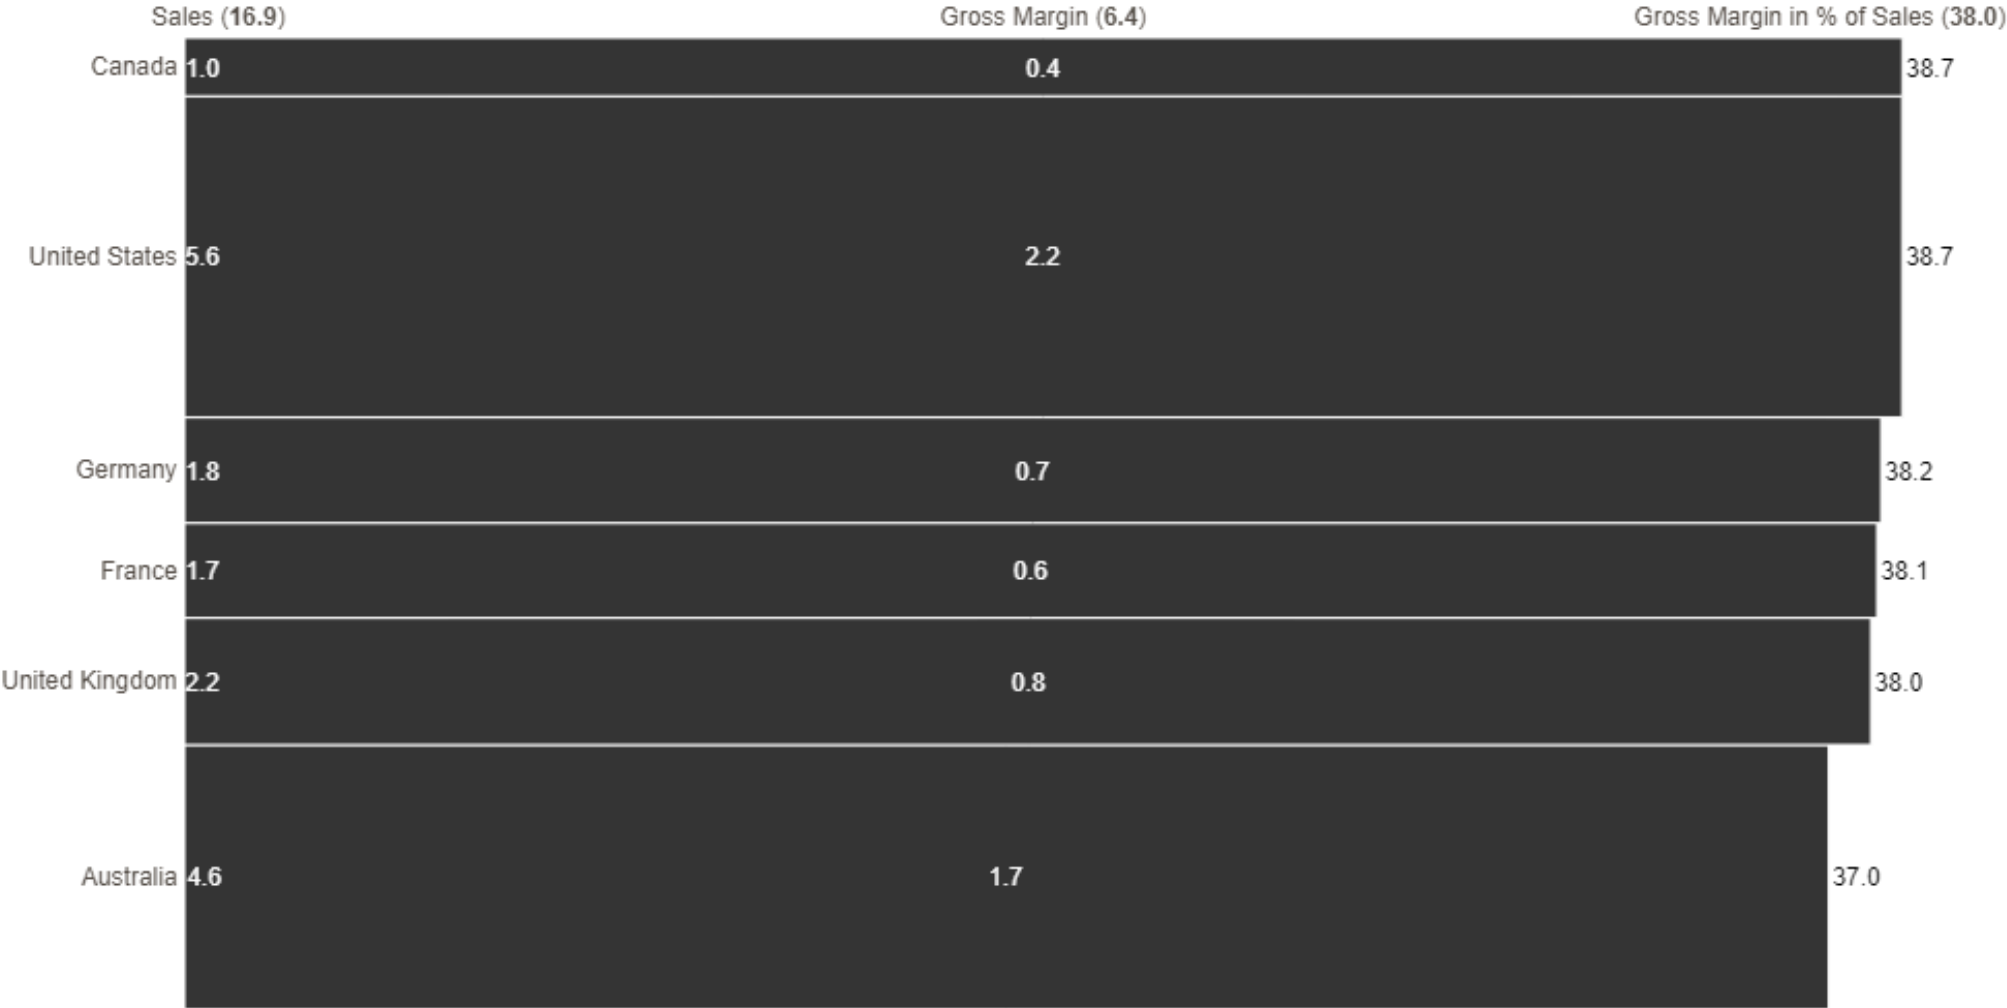 Sales (16.9) Gross Margin (6.4) Gross Margin in % of Sales (38.0)
Canada 1.0 0.4 38.7
United States 5.6 2.2 38.7
Germany 1.8 0.7 38.2
France 1.7 0.6 38.1
United Kingdom 2.2 0.8 38.0
Australia 4.6 1.7 37.0